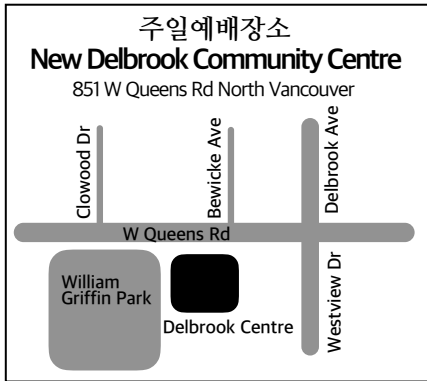 주일예배장소
New Delbrook Community Centre
851 W Queens Rd North Vancouver
Clowood Dr
Bewicke Ave
Delbrook Ave
W Queens Rd
William
Griffin Park
Delbrook Centre
Westview Dr